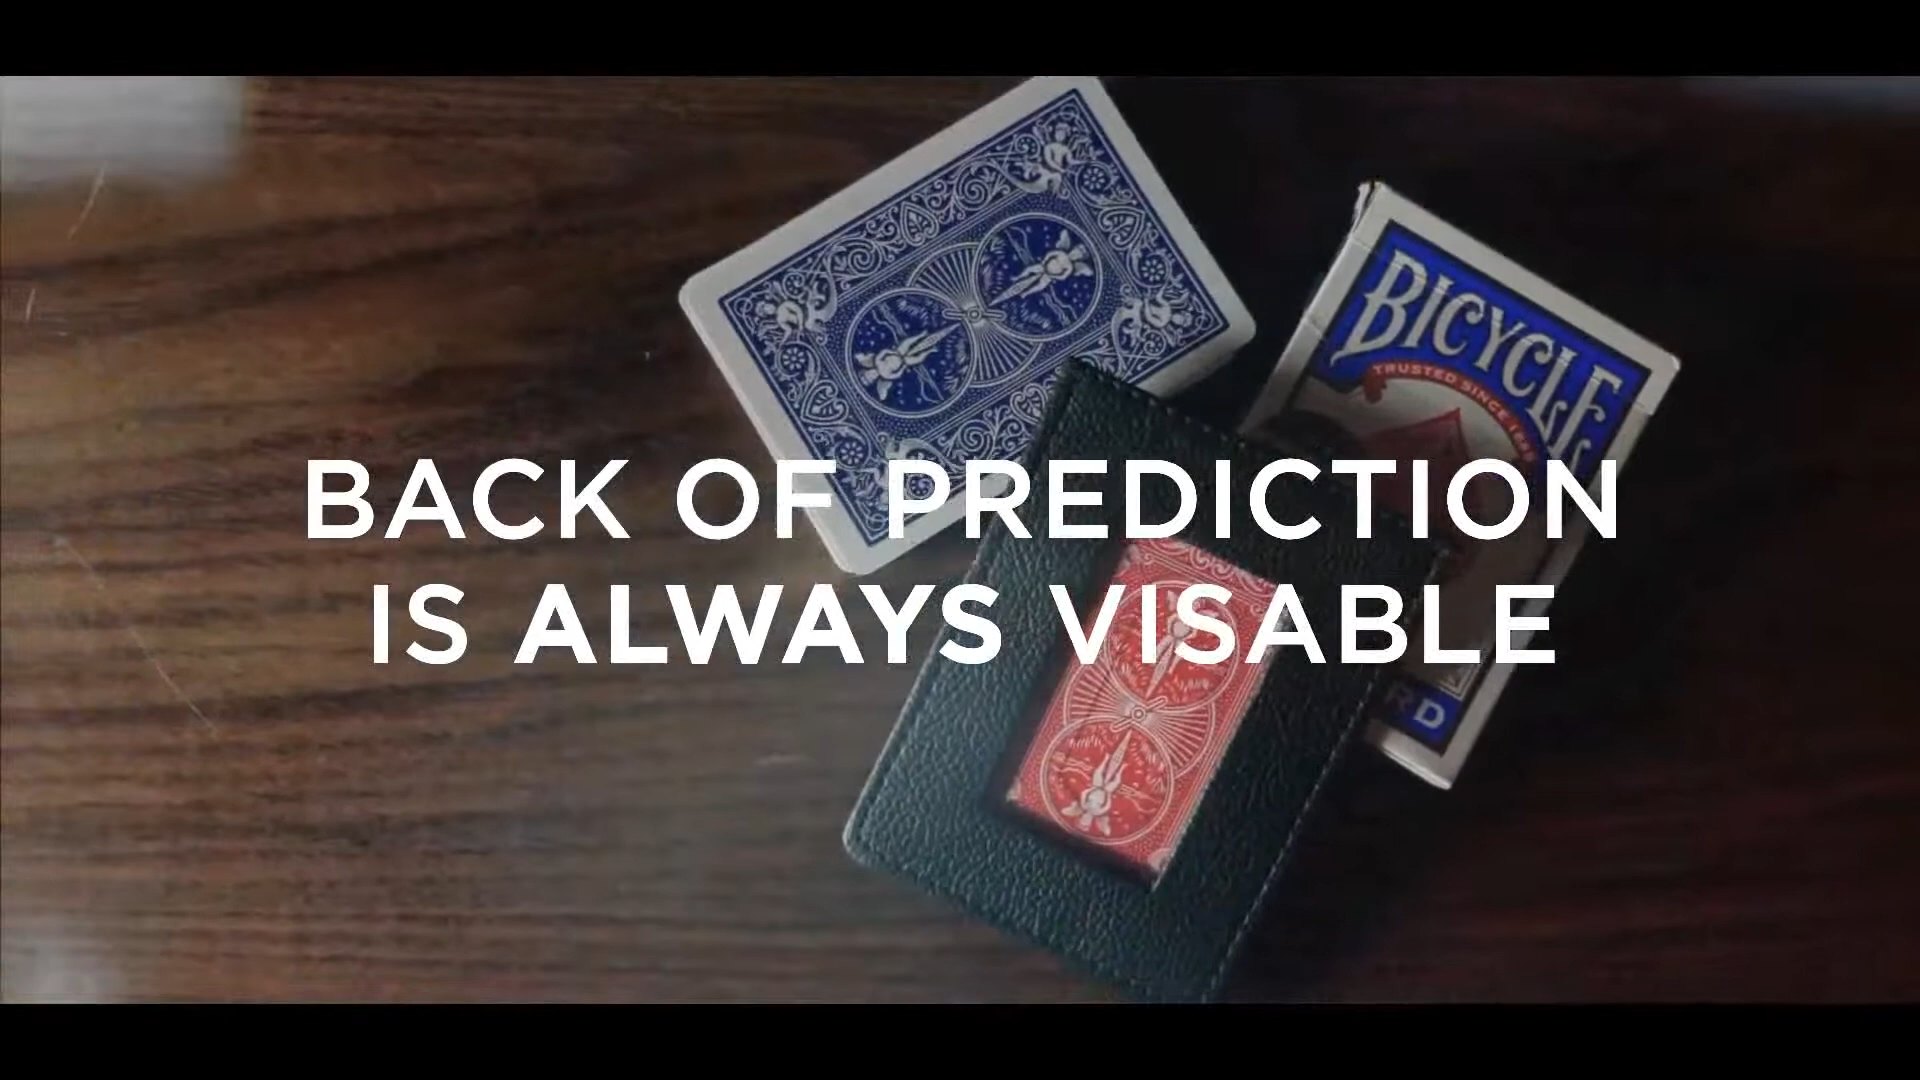 BICYCLE
TRUSTED SINCE
BACK OF PREDICTION
IS ALWAYS VISABLE
RD